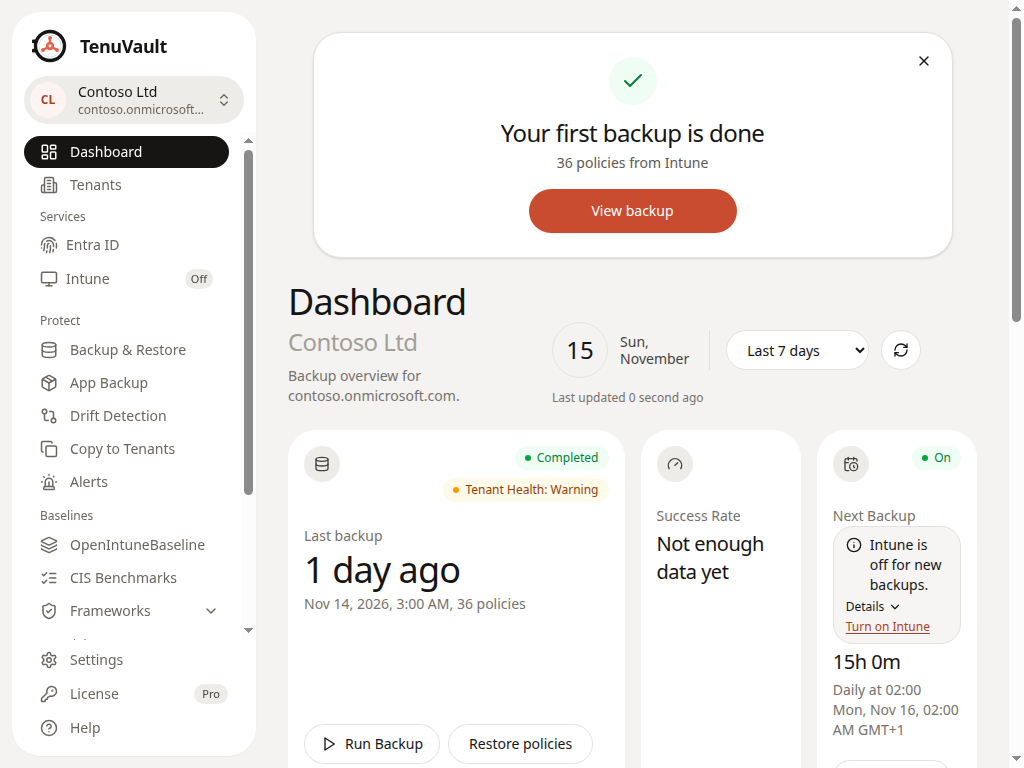 TenuVault
CL
Contoso Ltd
contoso.onmicrosoft...
Dashboard
Tenants
Services
Entra ID
Intune
Off
Protect
Backup & Restore
App Backup
Drift Detection
Copy to Tenants
Alerts
Baselines
OpenIntuneBaseline
CIS Benchmarks
Frameworks
Settings
License
Pro
Help
Your first backup is done
36 policies from Intune
View backup
Dashboard
Contoso Ltd
Backup overview for
contoso.onmicrosoft.com.
15
Sun,
November
Last 7 days
Last updated 0 second ago
Completed
Tenant Health: Warning
Last backup
1 day ago
Nov 14, 2026, 3:00 AM, 36 policies
Run Backup
Restore policies
Success Rate
Not enough
data yet
On
Next Backup
Intune is
off for new
backups.
Details
Turn on Intune
15h 0m
Daily at 02:00
Mon, Nov 16, 02:00
AM GMT+1